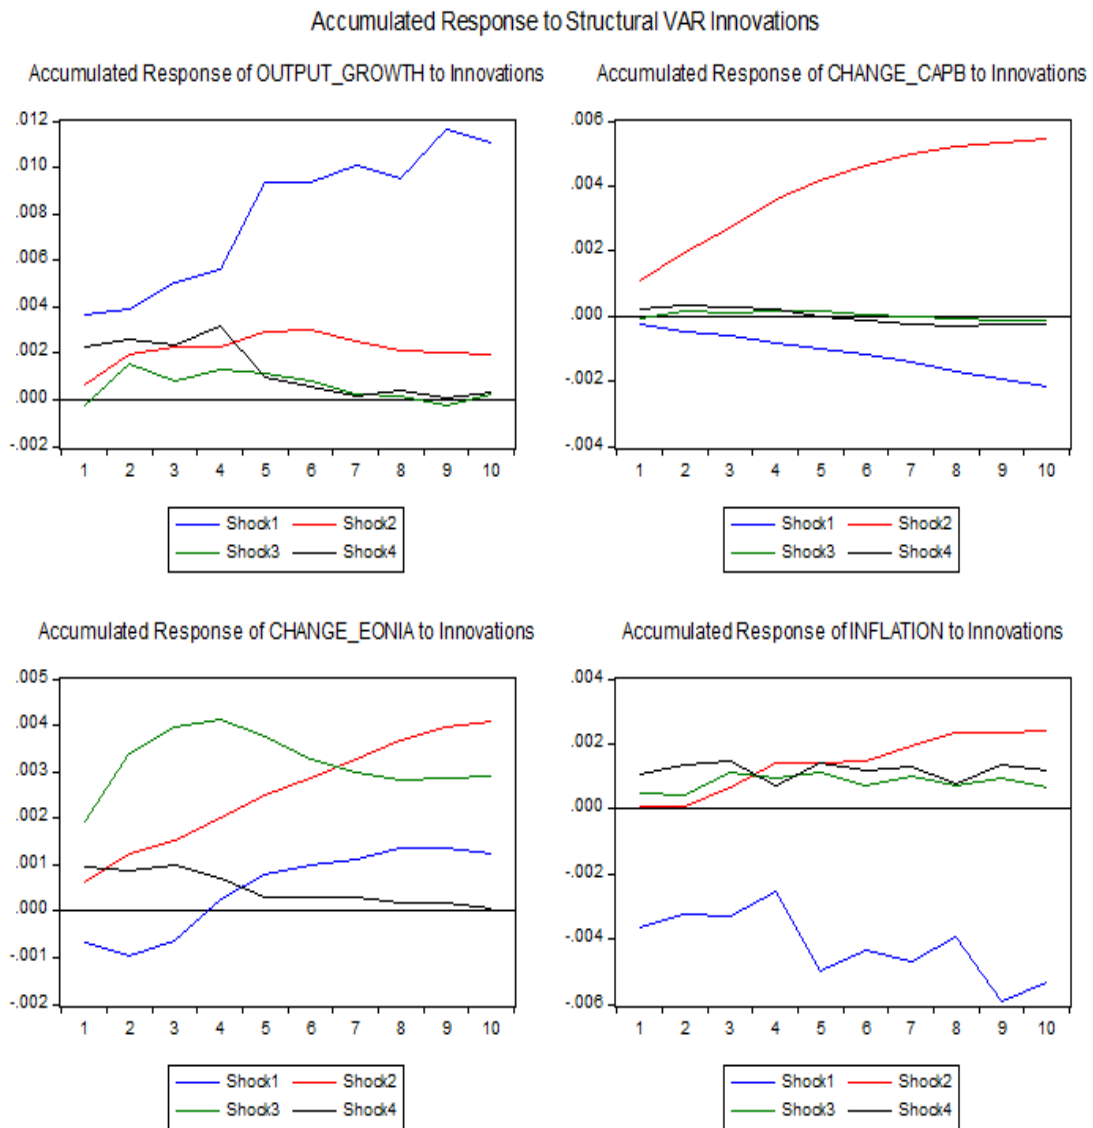 Accumulated Response to Structural VAR Innovations
Accumulated Response of OUTPUT_GROWTH to Innovations
.012
.010
.008
.006
.004
.002
.000
-.002
1 2 3 4 5 6 7 8 9 10
Shock1 Shock2
Shock3 Shock4
Accumulated Response of CHANGE_CAPB to Innovations
.006
.004
.002
.000
-.002
-.004
1 2 3 4 5 6 7 8 9 10
Shock1 Shock2
Shock3 Shock4
Accumulated Response of CHANGE_EONIA to Innovations
.005
.004
.003
.002
.001
.000
-.001
-.002
1 2 3 4 5 6 7 8 9 10
Shock1 Shock2
Shock3 Shock4
Accumulated Response of INFLATION to Innovations
.004
.002
.000
-.002
-.004
-.006
1 2 3 4 5 6 7 8 9 10
Shock1 Shock2
Shock3 Shock4